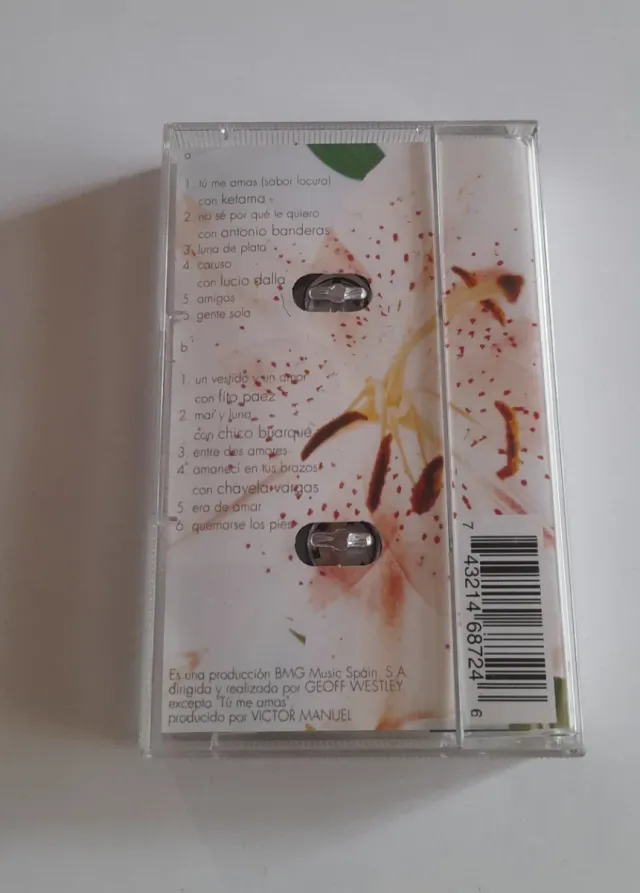 a
1. tú me amas (sabor locura)
con ketama
2. no sé por qué le quiero
con antonio banderas
3. luna de plata
4. caruso
con lucio dalla
5. amigas
6. gente sola
b
1. un vestido y un amor
con fito paez
2. mar y luna
con chico buarque
3. entre dos amores
4. amanecí en tus brazos
con chavela vargas
5. era de amar
6. quemarse los pies
Es una producción BMG Music Spain, S.A.
dirigida y realizada por GEOFF WESTLEY
excepto "Tú me amas"
producido por VICTOR MANUEL
7 43214 68724 6